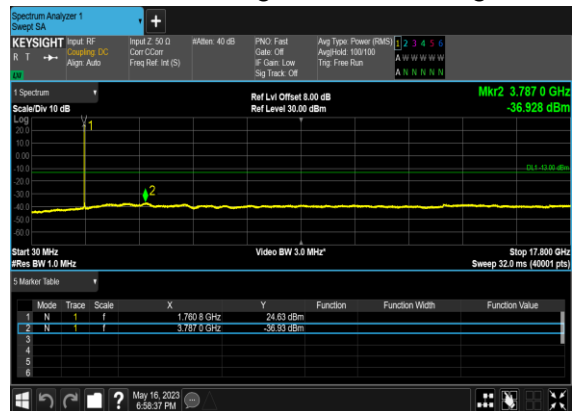 Spectrum Analyzer 1
Swept SA
+
KEYSIGHT Input: RF Input Z: 50 Ω #Atten: 40 dB PNO: Fast Avg Type: Power (RMS) 1 2 3 4 5 6
R T Coupling: DC Corr CCorr Gate: Off Avg|Hold: 100/100 A W W W W W
Align: Auto Freq Ref: Int (S) IF Gain: Low Trig: Free Run
LW Sig Track: Off A N N N N N
1 Spectrum Ref Lvl Offset 8.00 dB Mkr2 3.787 0 GHz
Scale/Div 10 dB Ref Level 30.00 dBm -36.928 dBm
Log
1
20.0
10.0
0.00
-10.0
DL1 -13.00 dBm
-20.0
-30.0
2
-40.0
-50.0
-60.0
Start 30 MHz Video BW 3.0 MHz* Stop 17.800 GHz
#Res BW 1.0 MHz Sweep 32.0 ms (40001 pts)
5 Marker Table
Mode Trace Scale X Y Function Function Width Function Value
1 N 1 f 1.760 8 GHz 24.63 dBm
2 N 1 f 3.787 0 GHz -36.93 dBm
3
4
5
6
? May 16, 2023
6:58:37 PM